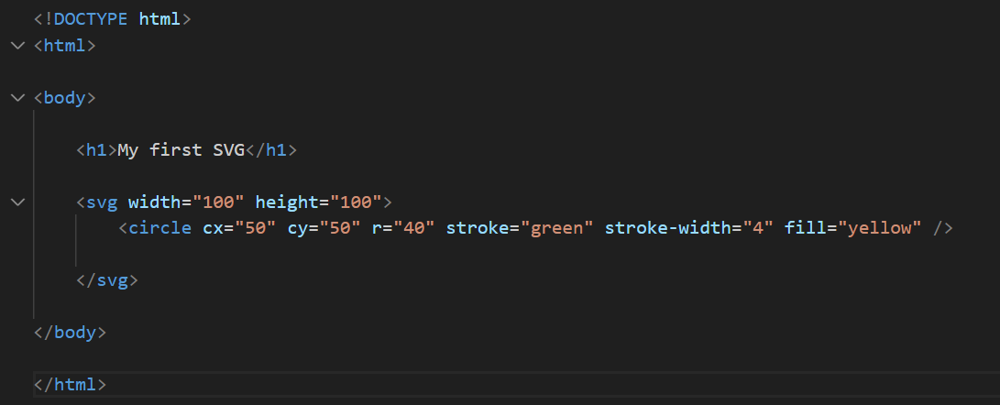 <!DOCTYPE html>
<html>
<body>
<h1>My first SVG</h1>
<svg width="100" height="100">
<circle cx="50" cy="50" r="40" stroke="green" stroke-width="4" fill="yellow" />
</svg>
</body>
</html>